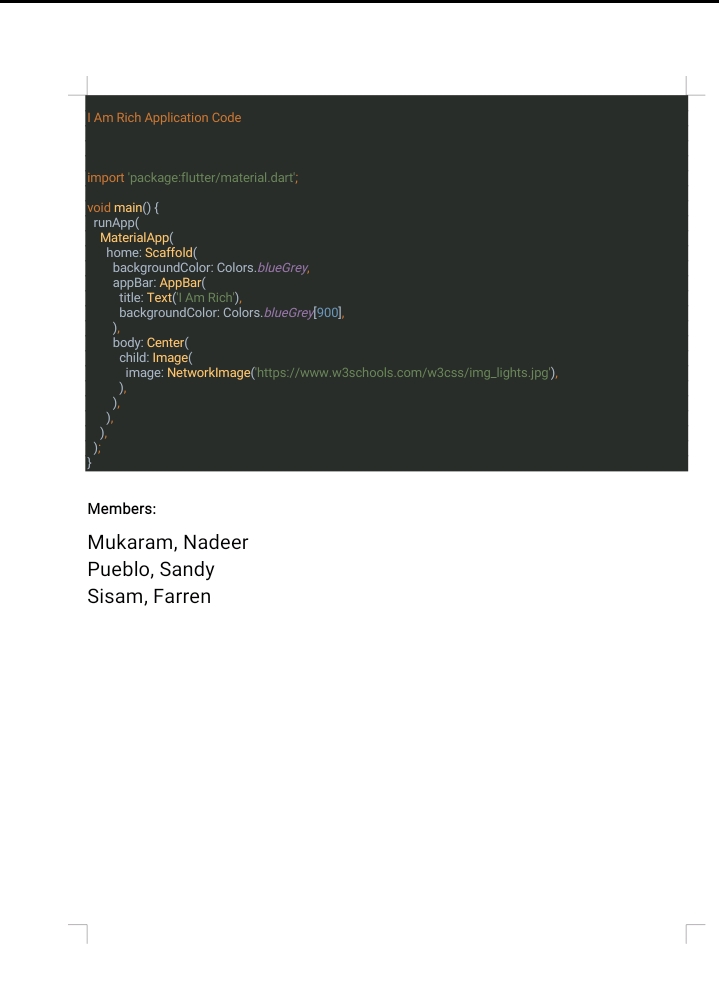 I Am Rich Application Code
import 'package:flutter/material.dart';
void main() {
runApp(
MaterialApp(
home: Scaffold(
backgroundColor: Colors.blueGrey,
appBar: AppBar(
title: Text('I Am Rich'),
backgroundColor: Colors.blueGrey[900],
),
body: Center(
child: Image(
image: NetworkImage('https://www.w3schools.com/w3css/img_lights.jpg'),
),
),
),
),
);
}
Members:
Mukaram, Nadeer
Pueblo, Sandy
Sisam, Farren